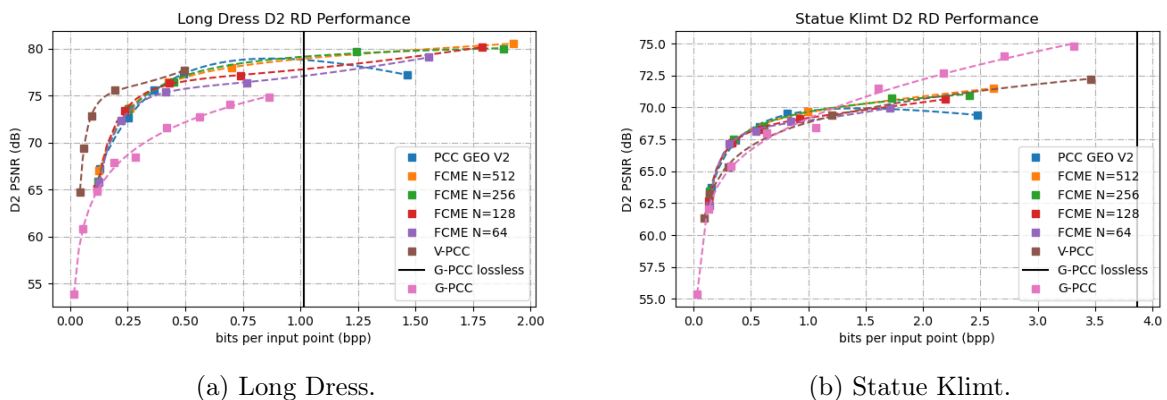 Long Dress D2 RD Performance
80
75
70
65
60
55
D2 PSNR (dB)
PCC GEO V2
FCME N=512
FCME N=256
FCME N=128
FCME N=64
V-PCC
G-PCC lossless
G-PCC
0.00 0.25 0.50 0.75 1.00 1.25 1.50 1.75 2.00
bits per input point (bpp)
(a) Long Dress.
Statue Klimt D2 RD Performance
75.0
72.5
70.0
67.5
65.0
62.5
60.0
57.5
55.0
D2 PSNR (dB)
PCC GEO V2
FCME N=512
FCME N=256
FCME N=128
FCME N=64
V-PCC
G-PCC lossless
G-PCC
0.0 0.5 1.0 1.5 2.0 2.5 3.0 3.5 4.0
bits per input point (bpp)
(b) Statue Klimt.